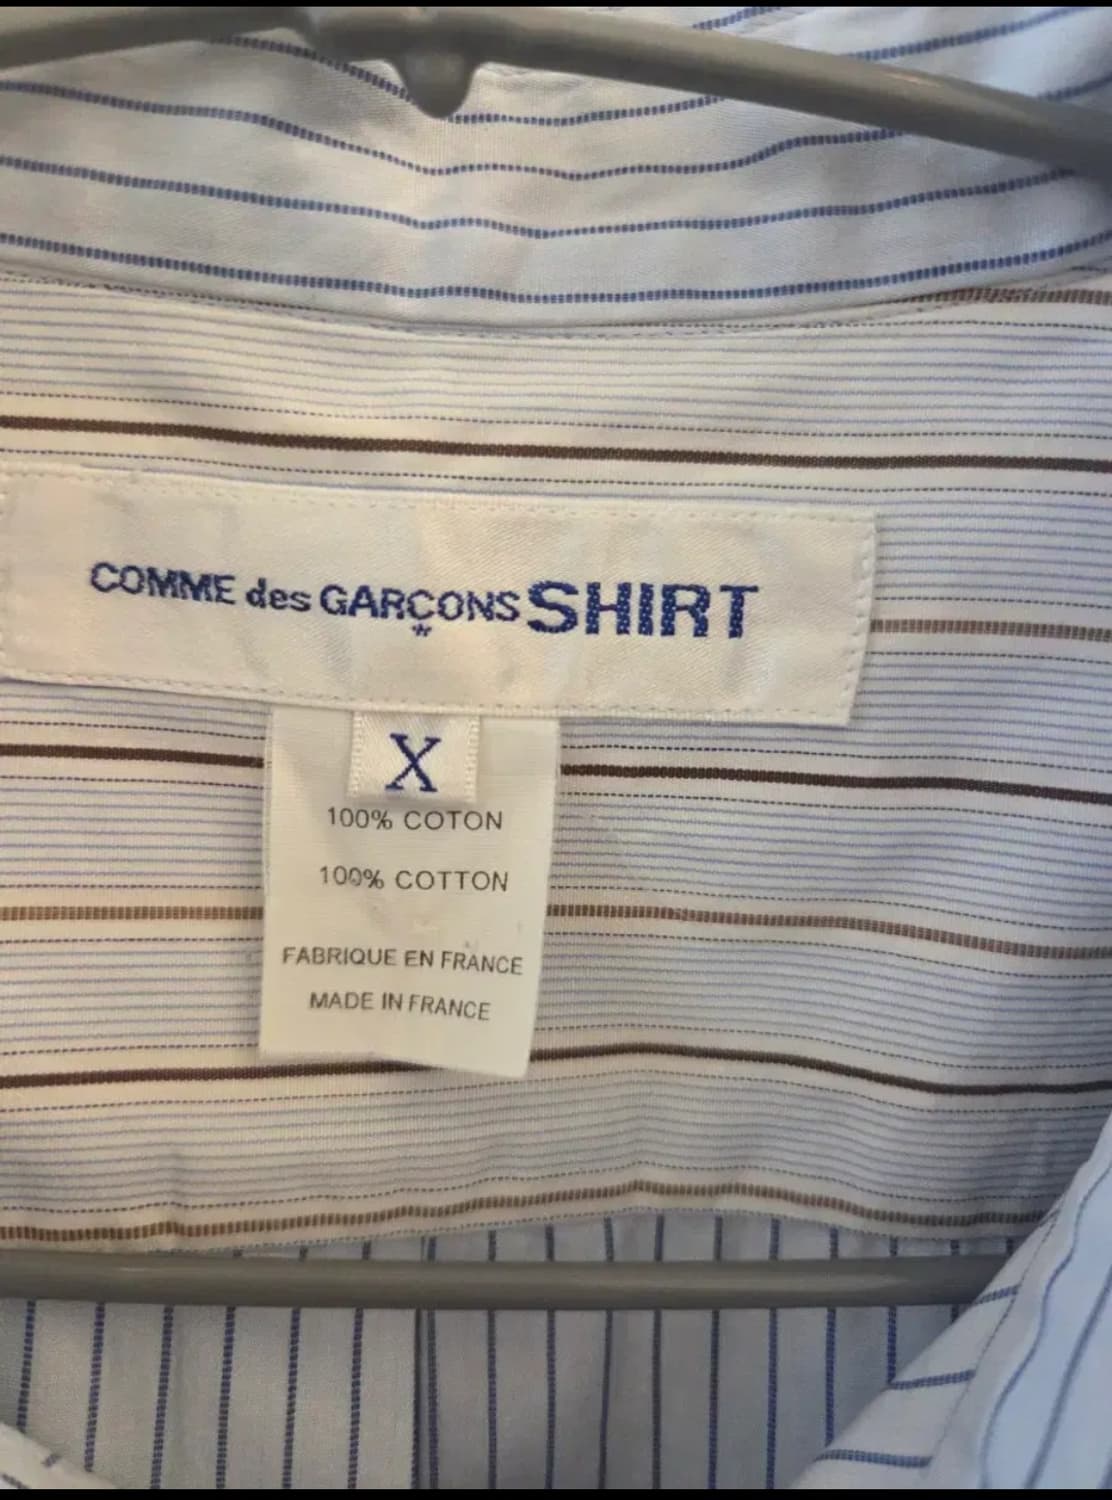 COMME des GARÇONS SHIRT
*
X
100% COTON
100% COTTON
FABRIQUE EN FRANCE
MADE IN FRANCE